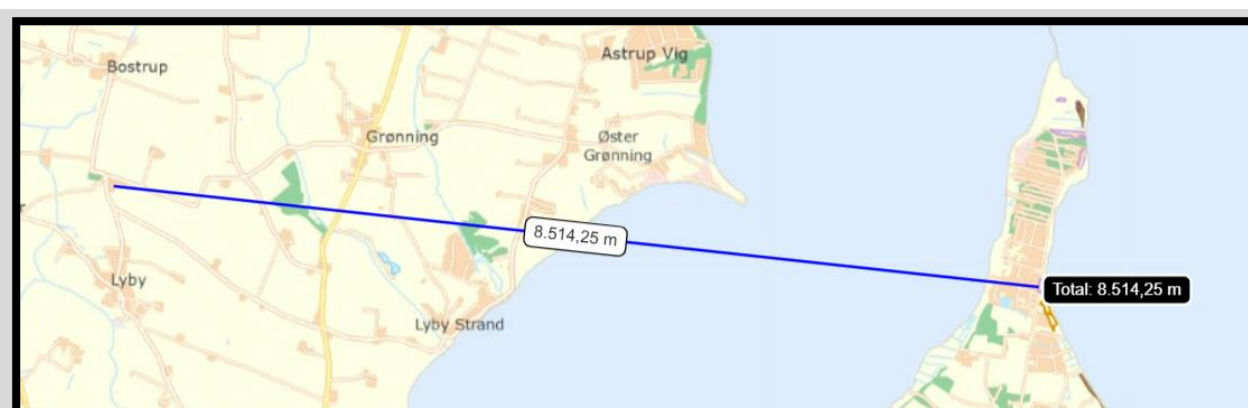 Astrup Vig
Bostrup
Grønning
Øster
Grønning
8.514,25 m
Lyby
Total: 8.514,25 m
Lyby Strand